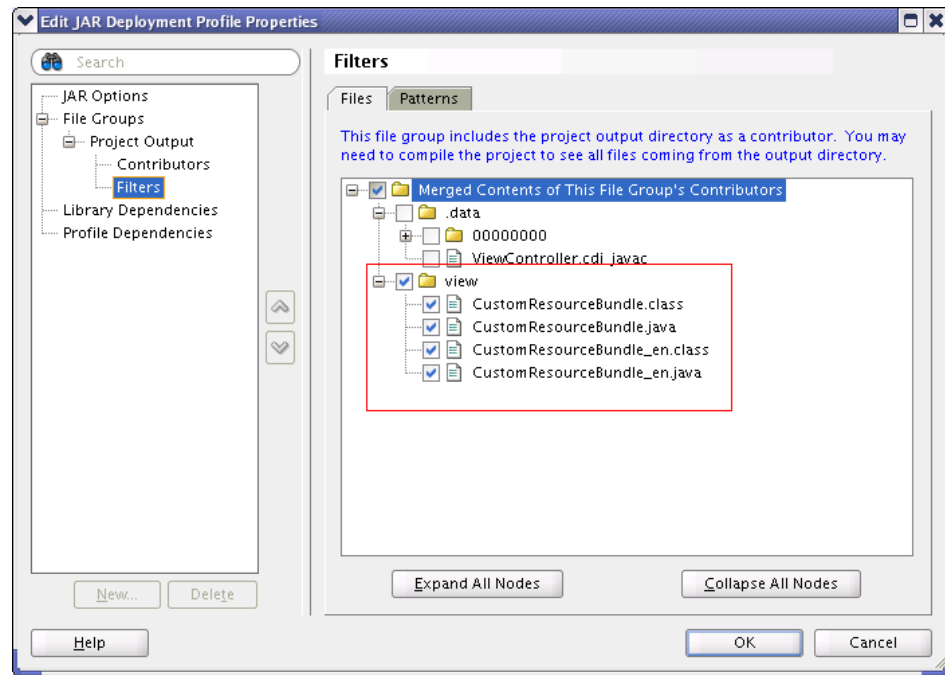 Edit JAR Deployment Profile Properties
Search
JAR Options
File Groups
Project Output
Contributors
Filters
Library Dependencies
Profile Dependencies
New...
Delete
Filters
Files
Patterns
This file group includes the project output directory as a contributor. You may
need to compile the project to see all files coming from the output directory.
Merged Contents of This File Group's Contributors
.data
00000000
ViewController.cdi_javac
view
CustomResourceBundle.class
CustomResourceBundle.java
CustomResourceBundle_en.class
CustomResourceBundle_en.java
Expand All Nodes
Collapse All Nodes
Help
OK
Cancel